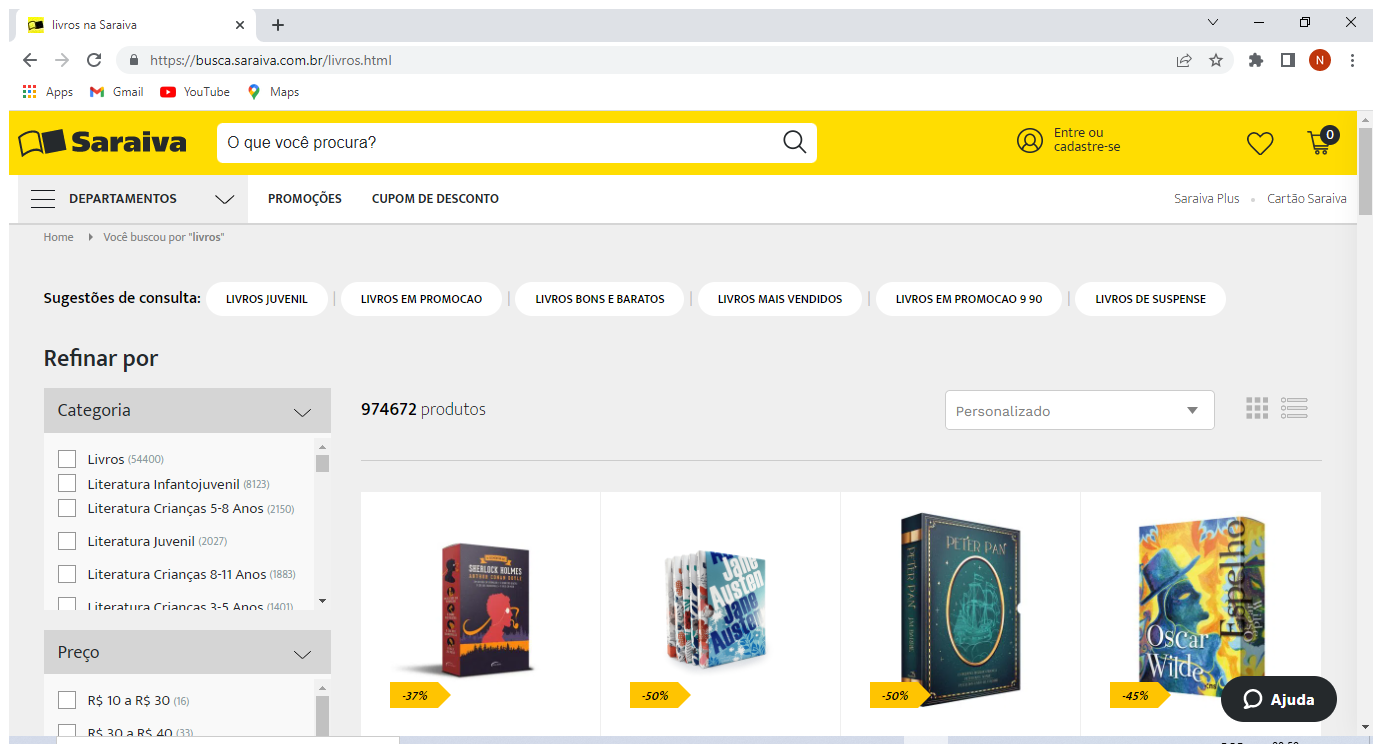 livros na Saraiva
https://busca.saraiva.com.br/livros.html
N
Apps Gmail YouTube Maps
Saraiva
O que você procura?
Entre ou
cadastre-se
0
DEPARTAMENTOS PROMOÇÕES CUPOM DE DESCONTO Saraiva Plus Cartão Saraiva
Home Você buscou por "livros"
Sugestões de consulta: LIVROS JUVENIL | LIVROS EM PROMOCAO | LIVROS BONS E BARATOS | LIVROS MAIS VENDIDOS | LIVROS EM PROMOCAO 9 90 | LIVROS DE SUSPENSE
Refinar por
Categoria
974672 produtos
Personalizado
Livros (54400)
Literatura Infantojuvenil (8123)
Literatura Crianças 5-8 Anos (2150)
Literatura Juvenil (2027)
Literatura Crianças 8-11 Anos (1883)
Literatura Crianças 3-5 Anos (1401)
Preço
R$ 10 a R$ 30 (16)
R$ 30 a R$ 40 (33)
SHERLOCK HOLMES
ARTHUR CONAN DOYLE
-37%
Jane
Austen
Jane
Austen
-50%
PETER PAN
PETER PAN
-50%
Oscar
Wilde
Espelho
-45%
Ajuda